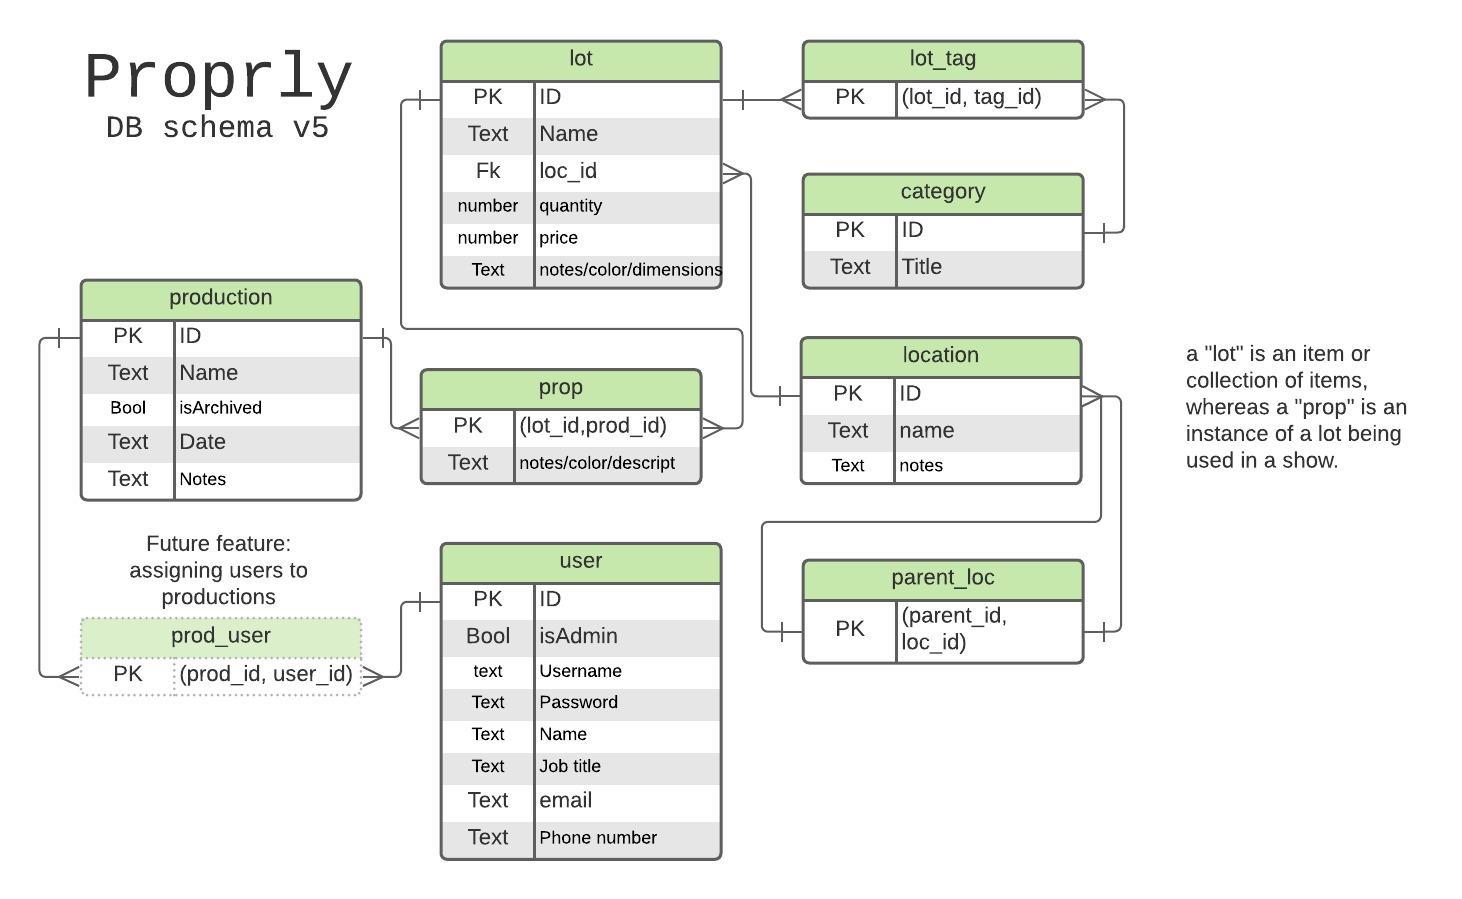 Proprly
DB schema v5
lot
PK ID
Text Name
Fk loc_id
number quantity
number price
Text notes/color/dimensions
lot_tag
PK (lot_id, tag_id)
category
PK ID
Text Title
production
PK ID
Text Name
Bool isArchived
Text Date
Text Notes
prop
PK (lot_id,prod_id)
Text notes/color/descript
location
PK ID
Text name
Text notes
a "lot" is an item or
collection of items,
whereas a "prop" is an
instance of a lot being
used in a show.
Future feature:
assigning users to
productions
prod_user
PK (prod_id, user_id)
user
PK ID
Bool isAdmin
text Username
Text Password
Text Name
Text Job title
Text email
Text Phone number
parent_loc
PK (parent_id,
loc_id)